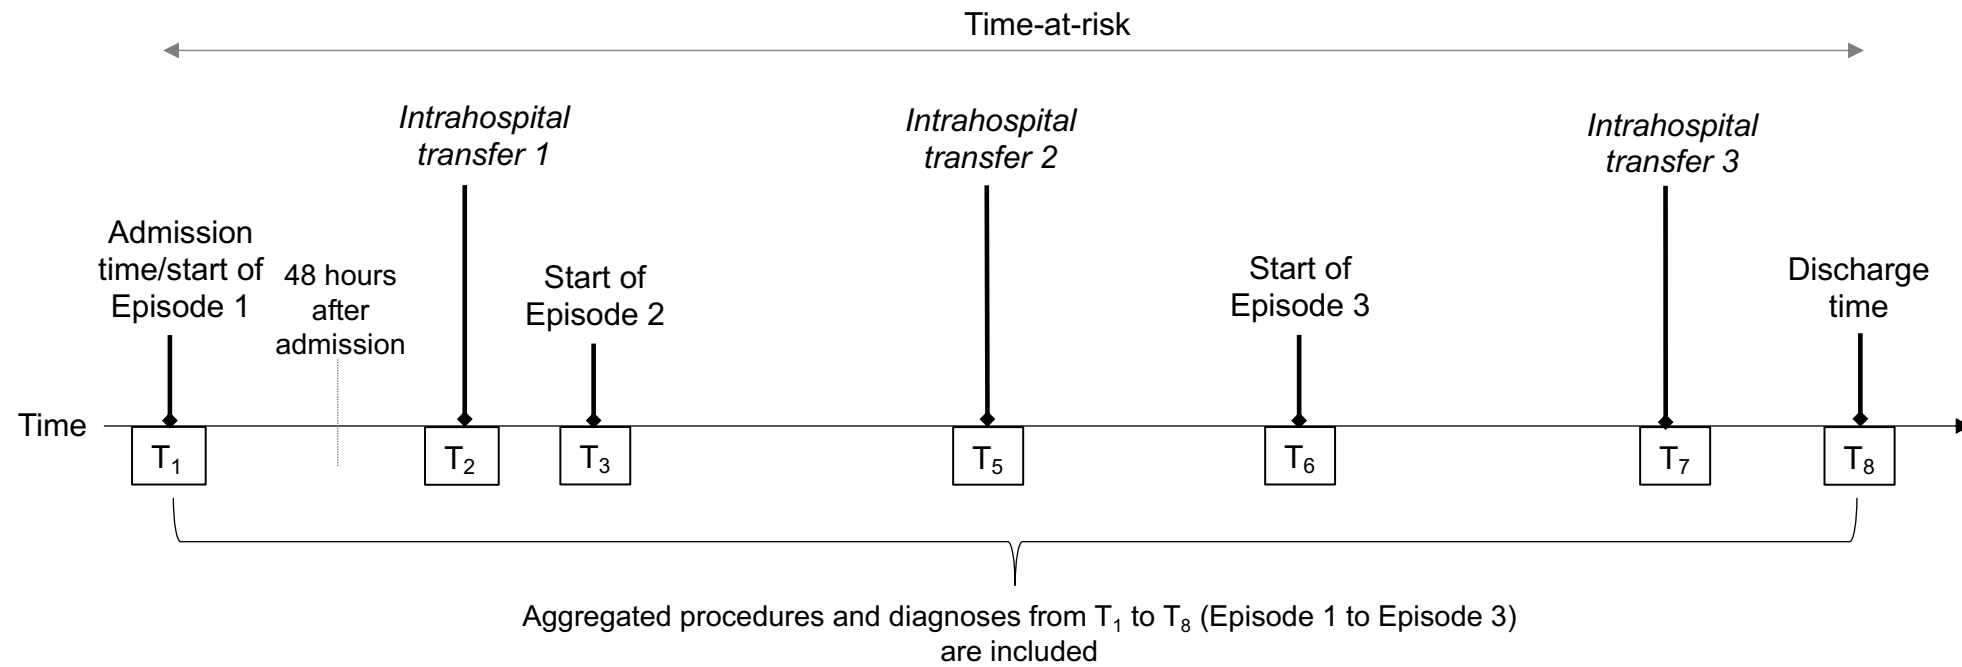 Time-at-risk
Intrahospital
transfer 1
Intrahospital
transfer 2
Intrahospital
transfer 3
Admission
time/start of
Episode 1
48 hours
after
admission
Start of
Episode 2
Start of
Episode 3
Discharge
time
Time
T₁
T₂
T₃
T₅
T₆
T₇
T₈
Aggregated procedures and diagnoses from T₁ to T₈ (Episode 1 to Episode 3)
are included